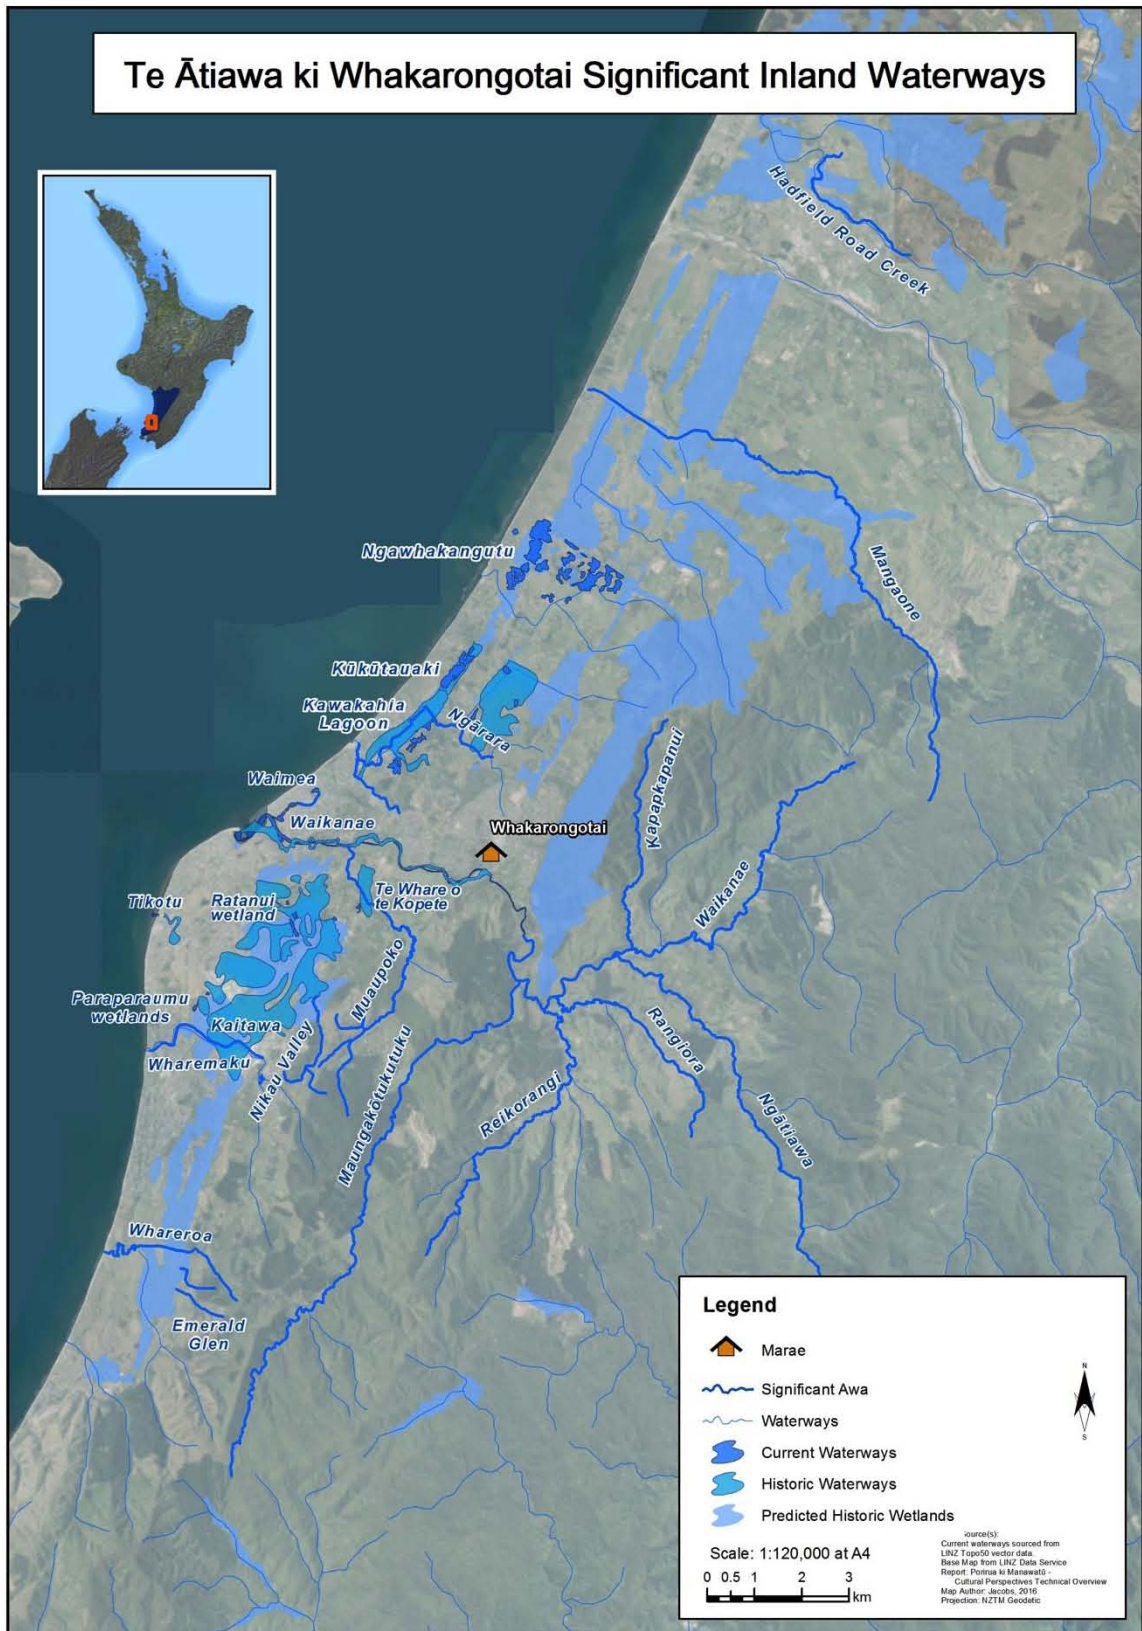 Te Ātiawa ki Whakarongotai Significant Inland Waterways
Hadfield Road Creek
Mangaone
Ngawhakangutu
Kūkūtauaki
Kawakahia
Lagoon
Ngārara
Kapapkapanui
Waimea
Waikanae
Whakarongotai
Waikanae
Te Whare o
te Kopete
Tikotu
Ratanui
wetland
Muaupoko
Paraparaumu
wetlands
Kaitawa
Wharemaku
Nikau Valley
Maungakōtukutuku
Reikorangi
Rangiora
Ngātiawa
Whareroa
Emerald
Glen
Legend
Marae
Significant Awa
Waterways
Current Waterways
Historic Waterways
Predicted Historic Wetlands
N
S
Scale: 1:120,000 at A4
0 0.5 1 2 3
km
source(s):
Current waterways sourced from
LINZ Topo50 vector data.
Base Map from LINZ Data Service
Report: Porirua ki Manawatū -
Cultural Perspectives Technical Overview
Map Author: Jacobs, 2016
Projection: NZTM Geodetic